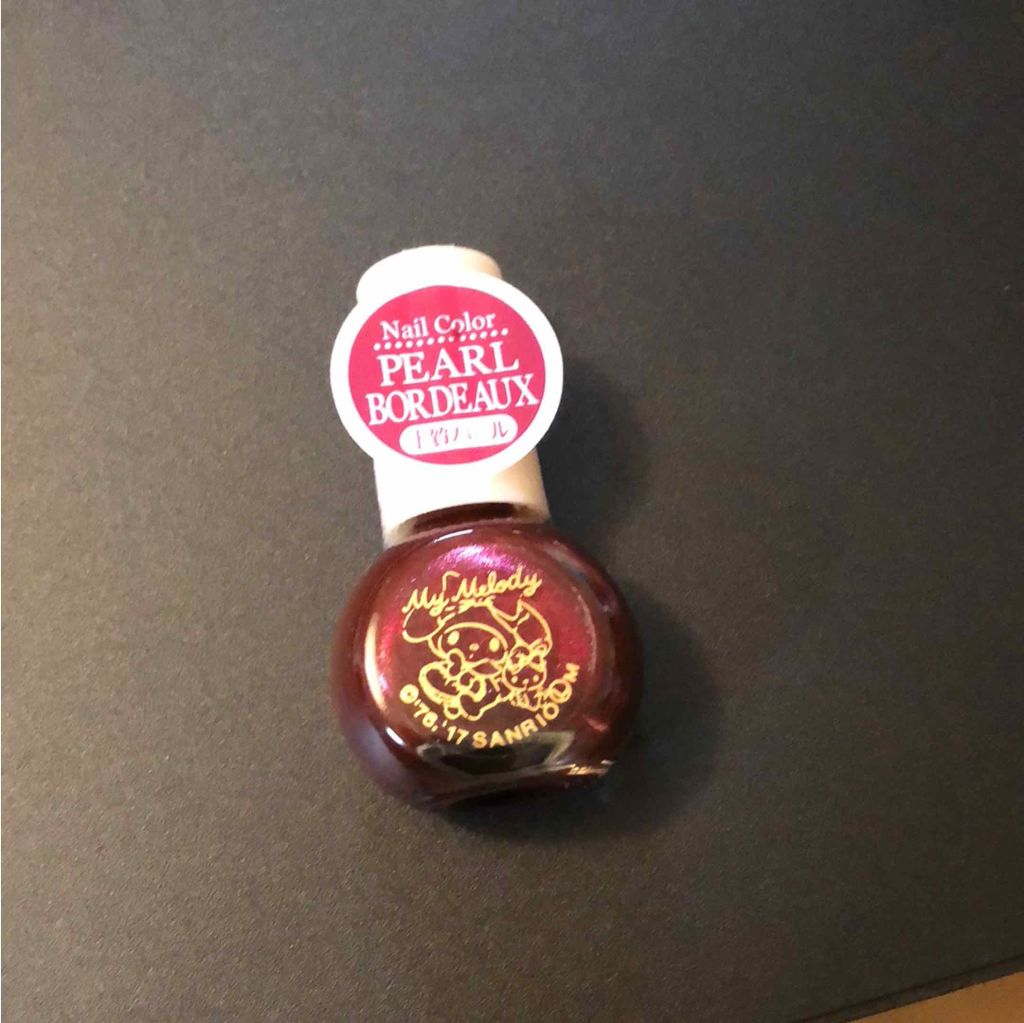 Nail Color
PEARL
BORDEAUX
上質パール
My Melody
©'76,'17 SANRIO Ⓛ M